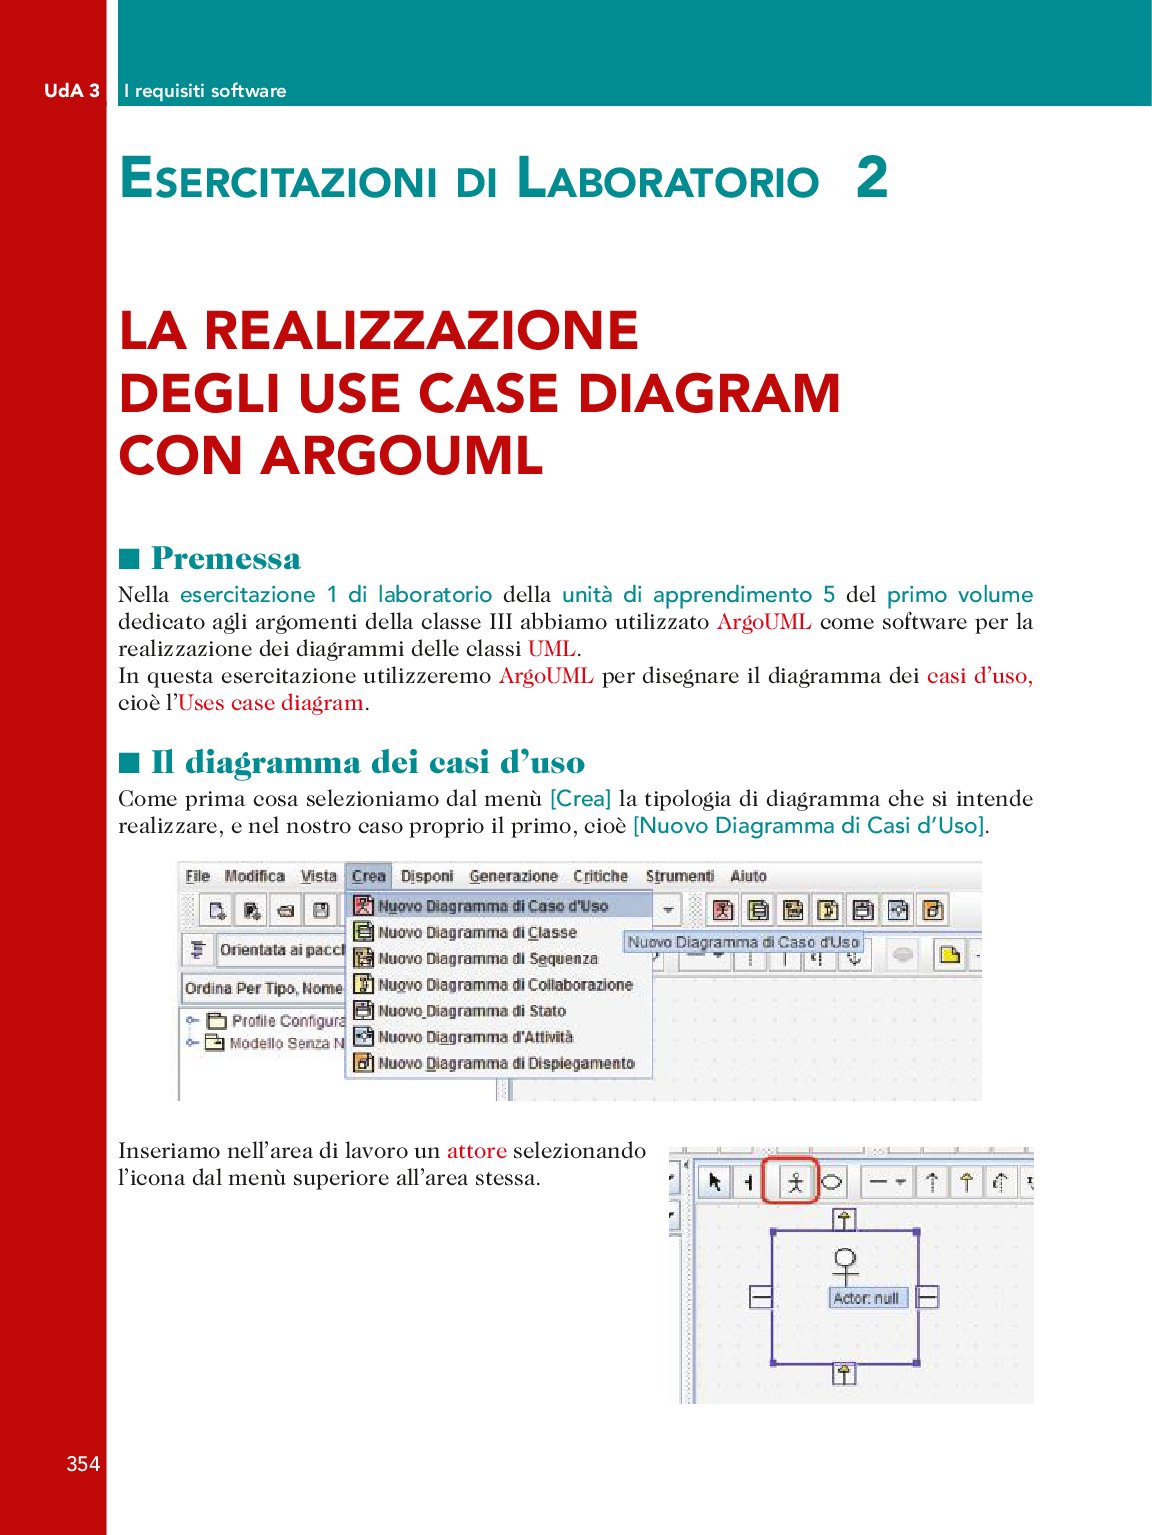 UdA 3 I requisiti software
ESERCITAZIONI DI LABORATORIO 2
LA REALIZZAZIONE
DEGLI USE CASE DIAGRAM
CON ARGOUML
■ Premessa
Nella esercitazione 1 di laboratorio della unità di apprendimento 5 del primo volume
dedicato agli argomenti della classe III abbiamo utilizzato ArgoUML come software per la
realizzazione dei diagrammi delle classi UML.
In questa esercitazione utilizzeremo ArgoUML per disegnare il diagramma dei casi d’uso,
cioè l’Uses case diagram.
■ Il diagramma dei casi d’uso
Come prima cosa selezioniamo dal menù [Crea] la tipologia di diagramma che si intende
realizzare, e nel nostro caso proprio il primo, cioè [Nuovo Diagramma di Casi d’Uso].
File Modifica Vista Crea Disponi Generazione Critiche Strumenti Aiuto
Nuovo Diagramma di Caso d'Uso
Nuovo Diagramma di Classe
Nuovo Diagramma di Caso d'Uso
Orientata ai pacch
Nuovo Diagramma di Sequenza
Ordina Per Tipo, Nome
Nuovo Diagramma di Collaborazione
Nuovo Diagramma di Stato
Profile Configura
Nuovo Diagramma d'Attività
Modello Senza N
Nuovo Diagramma di Dispiegamento
Inseriamo nell’area di lavoro un attore selezionando
l’icona dal menù superiore all’area stessa.
Actor: null
354